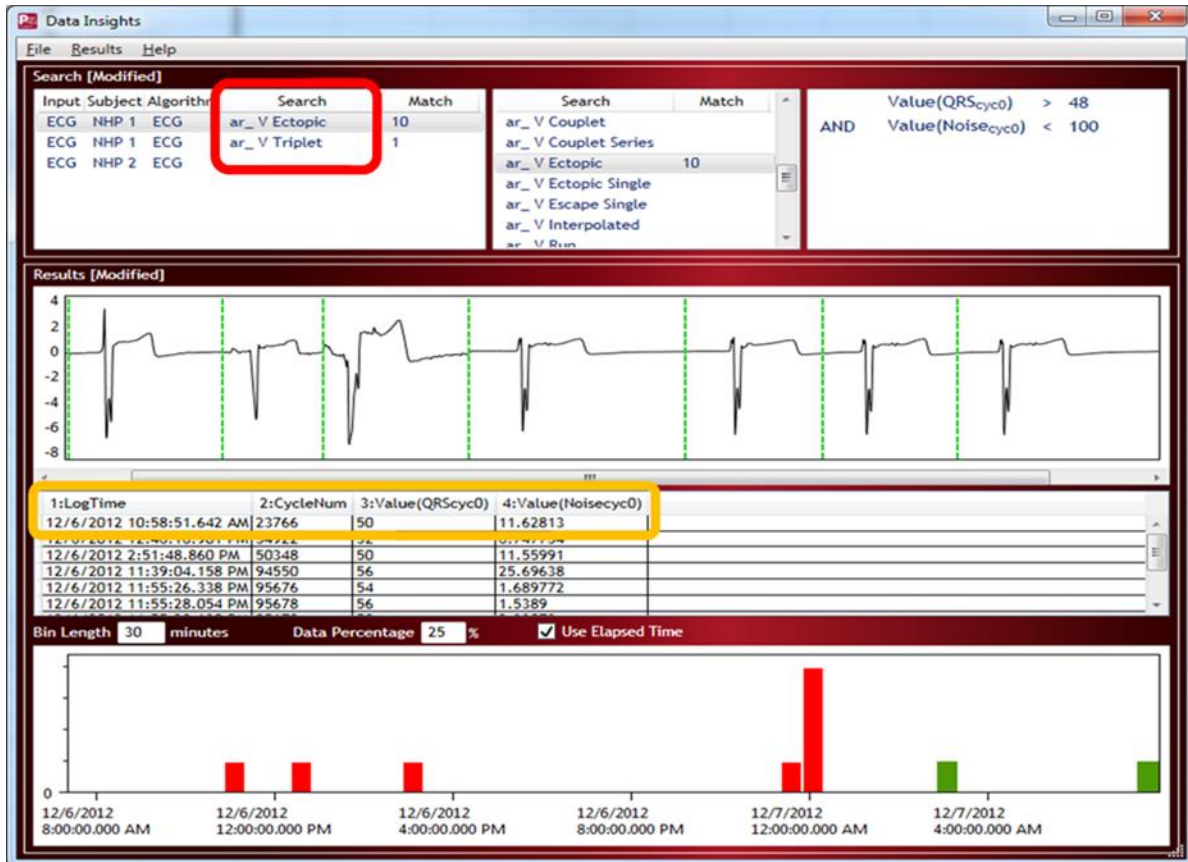 Data Insights
File Results Help
Search [Modified]
Input Subject Algorithr Search Match
ECG NHP 1 ECG ar_ V Ectopic 10
ECG NHP 1 ECG ar_ V Triplet 1
ECG NHP 2 ECG
Search Match
ar_ V Couplet
ar_ V Couplet Series
ar_ V Ectopic 10
ar_ V Ectopic Single
ar_ V Escape Single
ar_ V Interpolated
ar_ V Run
Value(QRScyc0) > 48
AND Value(Noisecyc0) < 100
Results [Modified]
4
2
0
-2
-4
-6
-8
1:LogTime 2:CycleNum 3:Value(QRScyc0) 4:Value(Noisecyc0)
12/6/2012 10:58:51.642 AM 23766 50 11.62813
12/6/2012 2:51:48.860 PM 50348 50 11.55991
12/6/2012 11:39:04.158 PM 94550 56 25.69638
12/6/2012 11:55:26.338 PM 95676 54 1.689772
12/6/2012 11:55:28.054 PM 95678 56 1.5389
Bin Length 30 minutes Data Percentage 25 % Use Elapsed Time
0
12/6/2012 12/6/2012 12/6/2012 12/6/2012 12/7/2012 12/7/2012
8:00:00.000 AM 12:00:00.000 PM 4:00:00.000 PM 8:00:00.000 PM 12:00:00.000 AM 4:00:00.000 AM